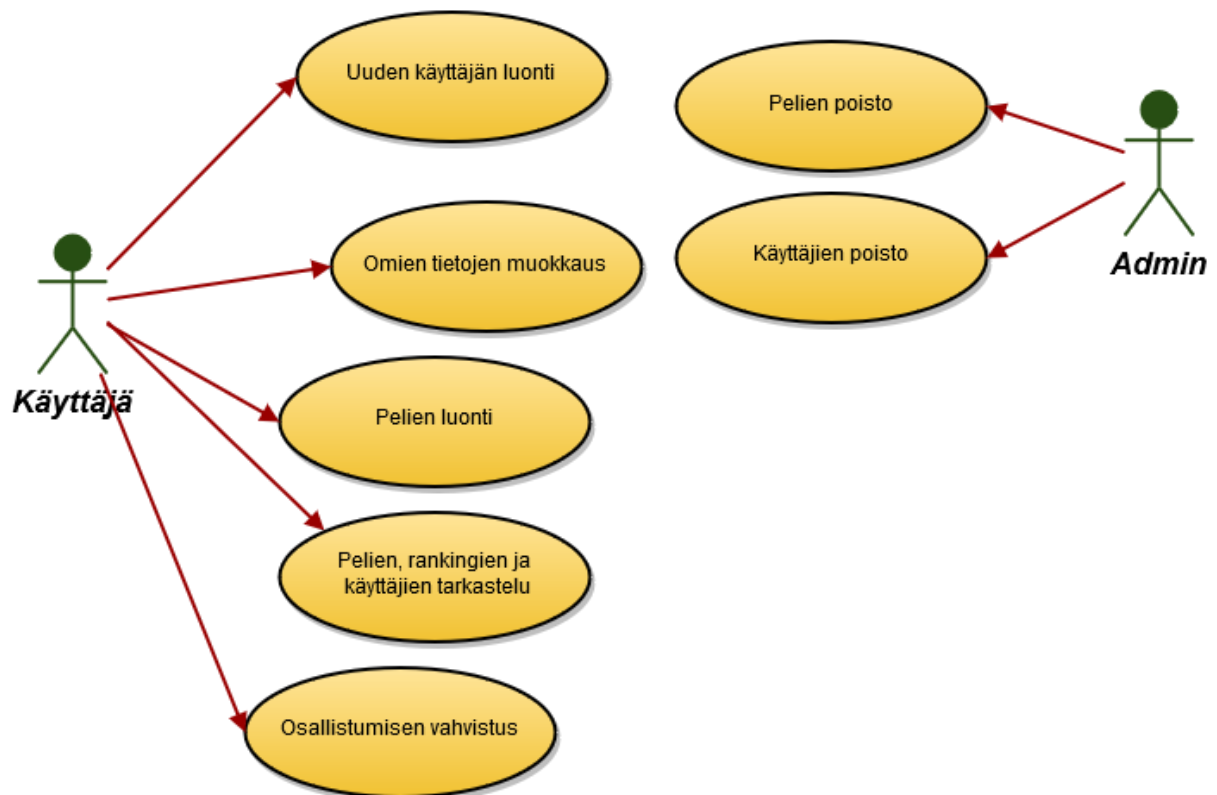 Uuden käyttäjän luonti
Pelien poisto
Omien tietojen muokkaus
Käyttäjien poisto
Admin
Käyttäjä
Pelien luonti
Pelien, rankingien ja
käyttäjien tarkastelu
Osallistumisen vahvistus